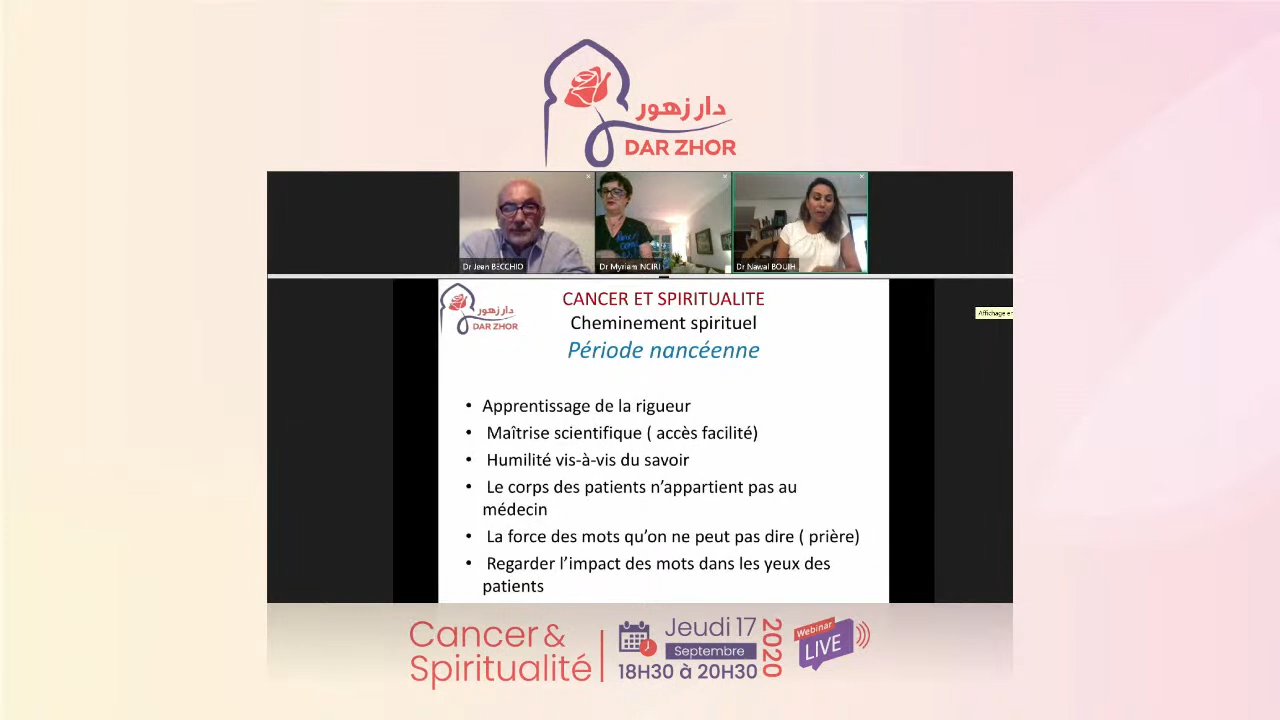 دار زهور
DAR ZHOR
Dr Jean BECCHIO
Dr Myriam NCIRI
Dr Nawal BOUIH
دار زهور
DAR ZHOR
CANCER ET SPIRITUALITE
Cheminement spirituel
Période nancéenne
Affichage en
• Apprentissage de la rigueur
• Maîtrise scientifique ( accès facilité)
• Humilité vis-à-vis du savoir
• Le corps des patients n’appartient pas au
médecin
• La force des mots qu’on ne peut pas dire ( prière)
• Regarder l’impact des mots dans les yeux des
patients
Cancer &
Spiritualité
Jeudi 17
Septembre
2020
18H30 à 20H30
Webinar
LIVE